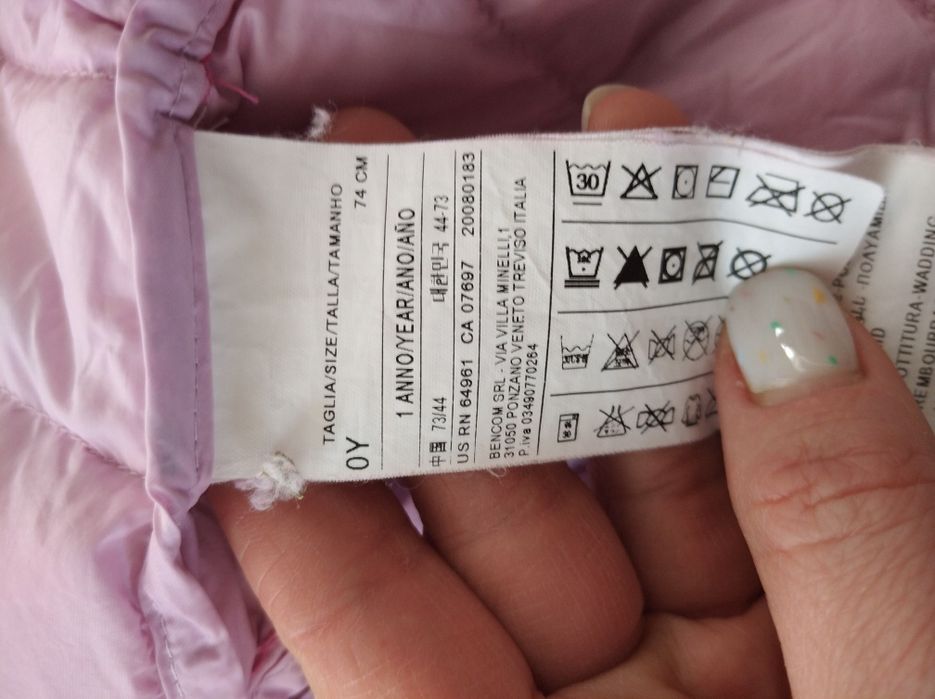 TAGLIA/SIZE/TALLA/TAMANHO
0Y 74 CM
1 ANNO/YEAR/ANO/AÑO
中国 73/44 대한민국 44-73
US RN 64961 CA 07697 20080183
BENCOM SRL - VIA VILLA MINELLI,1
31050 PONZANO VENETO TREVISO ITALIA
P.iva 03490770264
30